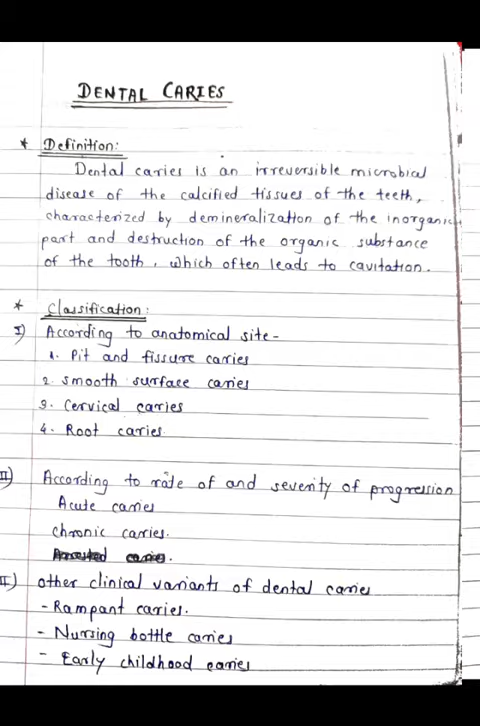 DENTAL CARIES
* Definition:
Dental caries is an irreversible microbial
disease of the calcified tissues of the teeth,
characterized by demineralization of the inorganic
part and destruction of the organic substance
of the tooth, which often leads to cavitation.
* Classification:
I) According to anatomical site-
1. Pit and fissure caries
2. Smooth surface caries
3. Cervical caries
4. Root caries
II) According to rate of and severity of progression
Acute caries
Chronic caries.
Arrested caries.
II) Other clinical variants of dental caries
- Rampant caries.
- Nursing bottle caries
- Early childhood caries